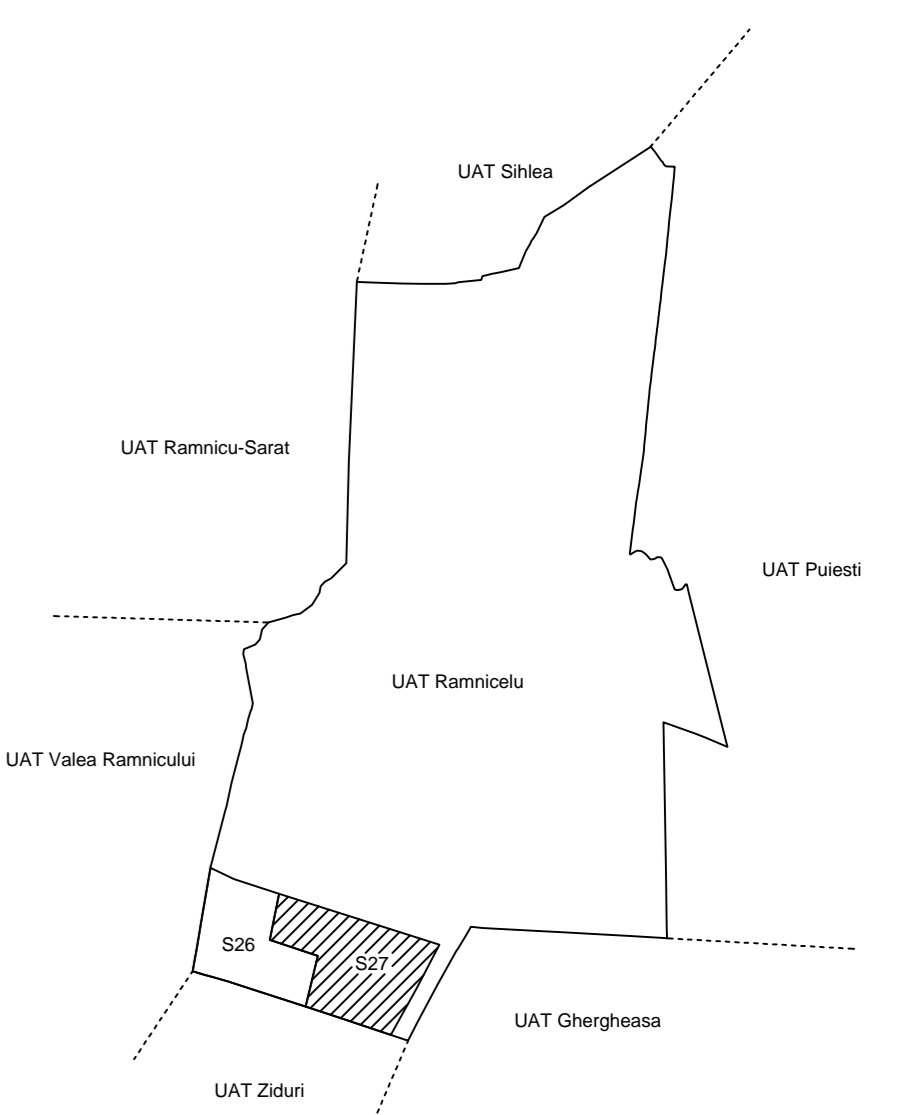 UAT Sihlea
UAT Ramnicu-Sarat
UAT Puiesti
UAT Ramnicelu
UAT Valea Ramnicului
S26
S27
UAT Ghergheasa
UAT Ziduri